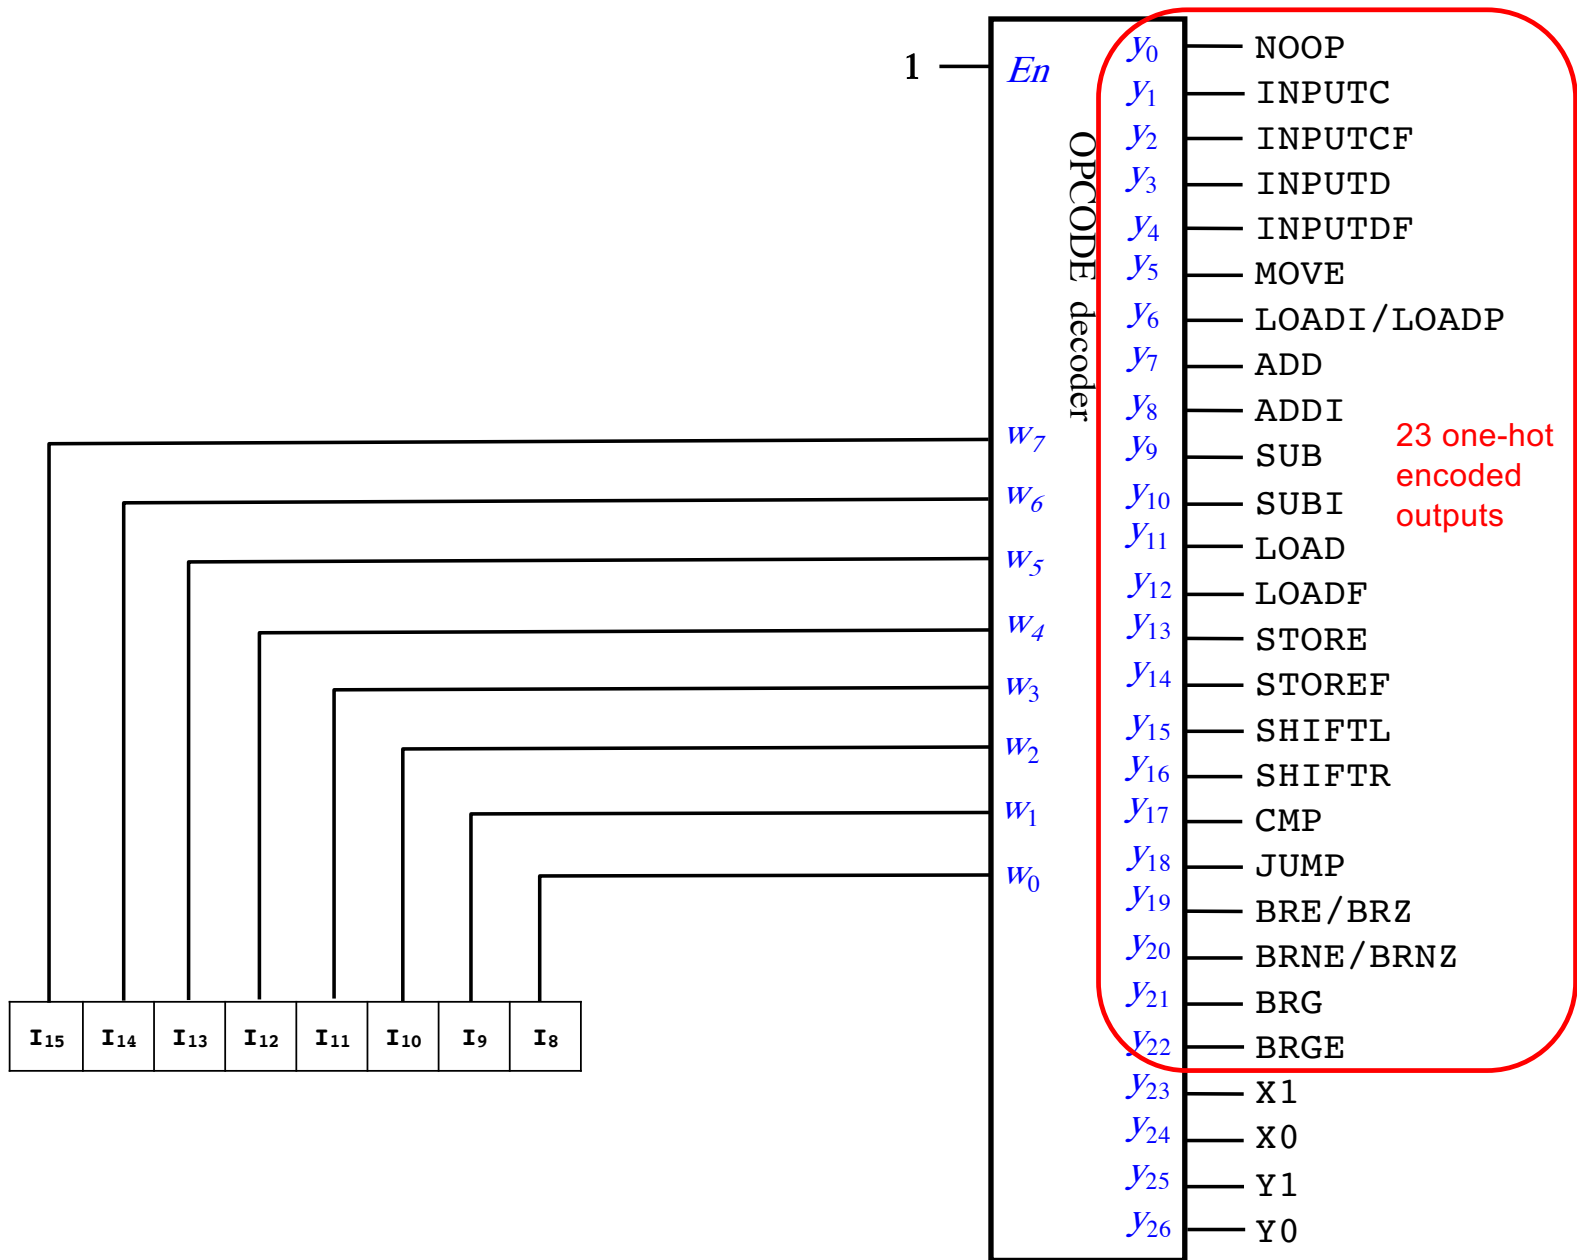 1
En
OPCODE decoder
w7
w6
w5
w4
w3
w2
w1
w0
y0 NOOP
y1 INPUTC
y2 INPUTCF
y3 INPUTD
y4 INPUTDF
y5 MOVE
y6 LOADI/LOADP
y7 ADD
y8 ADDI
y9 SUB
y10 SUBI
y11 LOAD
y12 LOADF
y13 STORE
y14 STOREF
y15 SHIFTL
y16 SHIFTR
y17 CMP
y18 JUMP
y19 BRE/BRZ
y20 BRNE/BRNZ
y21 BRG
y22 BRGE
y23 X1
y24 X0
y25 Y1
y26 Y0
23 one-hot
encoded
outputs
I15 I14 I13 I12 I11 I10 I9 I8